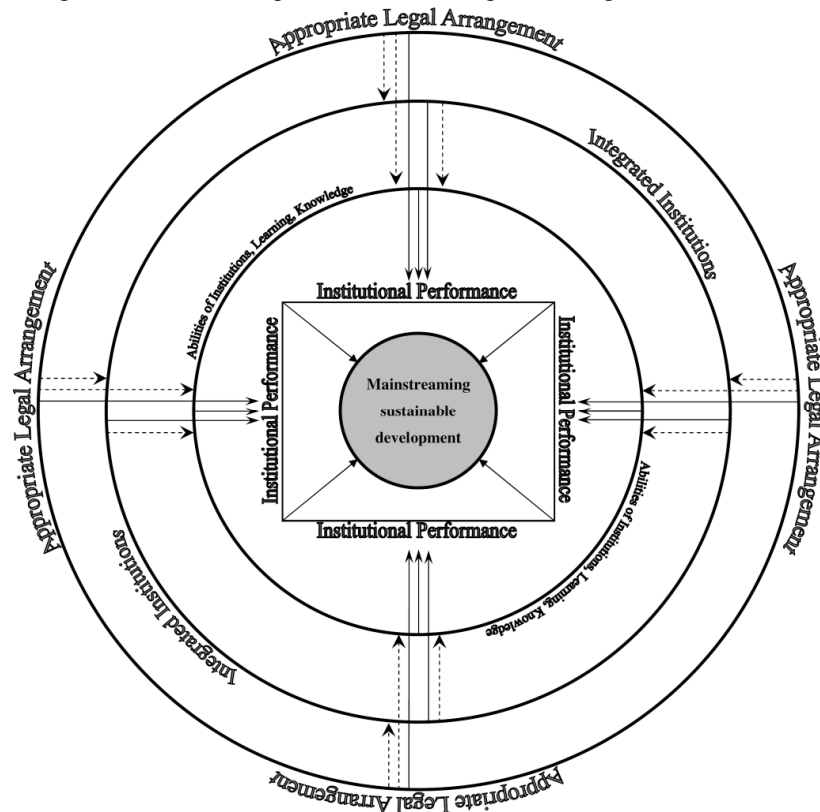 Appropriate Legal Arrangement
Integrated Institutions
Abilities of Institutions, Learning, Knowledge
Appropriate Legal Arrangement
Appropriate Legal Arrangement
Institutional Performance
Institutional Performance
Institutional Performance
Mainstreaming
sustainable
development
Institutional Performance
Abilities of Institutions, Learning, Knowledge
Integrated Institutions
Appropriate Legal Arrangement